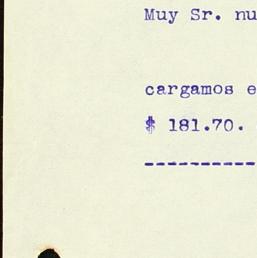 Muy Sr. nu
cargamos e
$ 181.70.
-----------